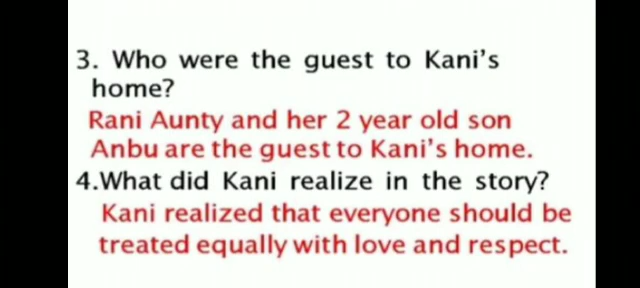 3. Who were the guest to Kani's
home?
Rani Aunty and her 2 year old son
Anbu are the guest to Kani's home.
4.What did Kani realize in the story?
Kani realized that everyone should be
treated equally with love and respect.